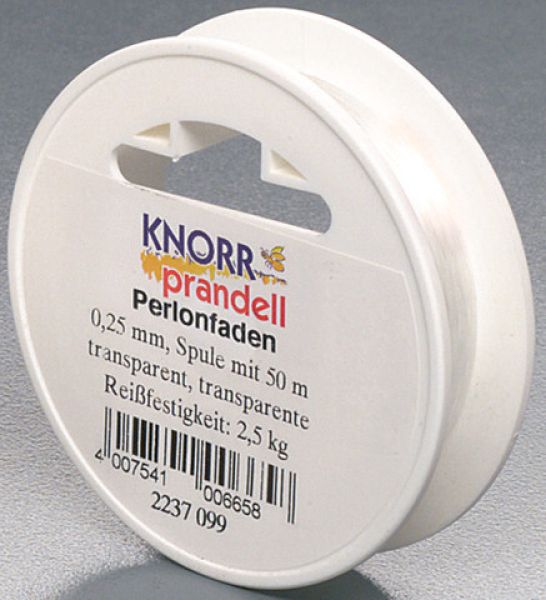 KNORR
prandell
Perlonfaden
0,25 mm, Spule mit 50 m
transparent, transparente
Reißfestigkeit: 2,5 kg
4 007541 006658
2237 099